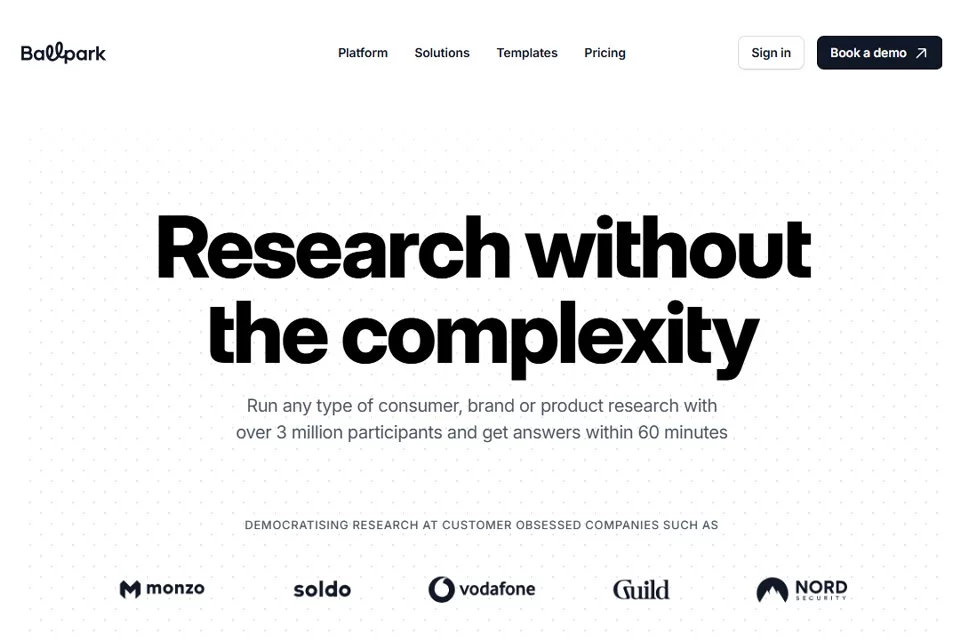 Ballpark
Platform Solutions Templates Pricing
Sign in
Book a demo
Research without
the complexity
Run any type of consumer, brand or product research with
over 3 million participants and get answers within 60 minutes
DEMOCRATISING RESEARCH AT CUSTOMER OBSESSED COMPANIES SUCH AS
monzo
soldo
vodafone
Guild
NORD
SECURITY